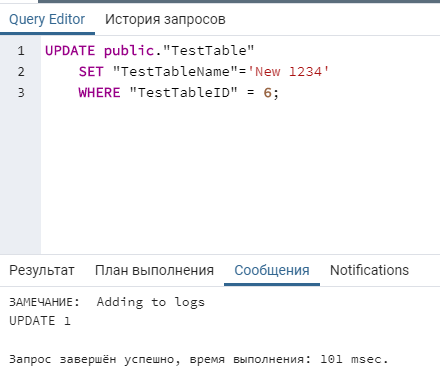 Query Editor История запросов
1 UPDATE public."TestTable"
2 SET "TestTableName"='New 1234'
3 WHERE "TestTableID" = 6;
Результат План выполнения Сообщения Notifications
ЗАМЕЧАНИЕ: Adding to logs
UPDATE 1
Запрос завершён успешно, время выполнения: 101 msec.